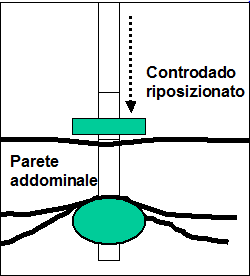 Controdado
riposizionato
Parete
addominale